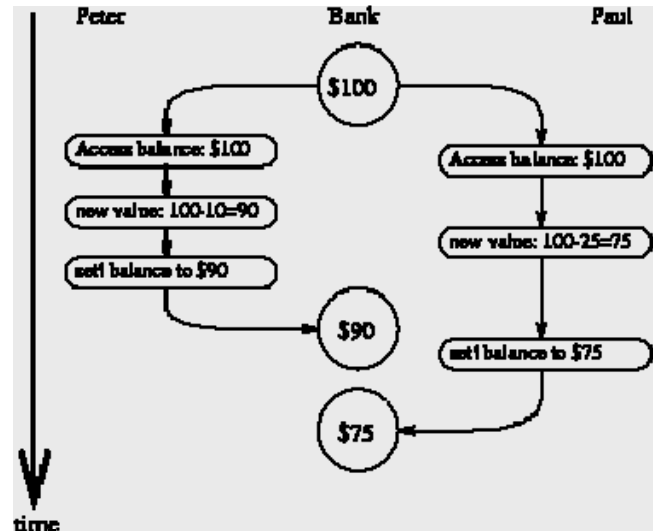 Peter Bank Paul
$100
Access balance: $100
Access balance: $100
new value: 100-10=90
new value: 100-25=75
set! balance to $90
$90
set! balance to $75
$75
time